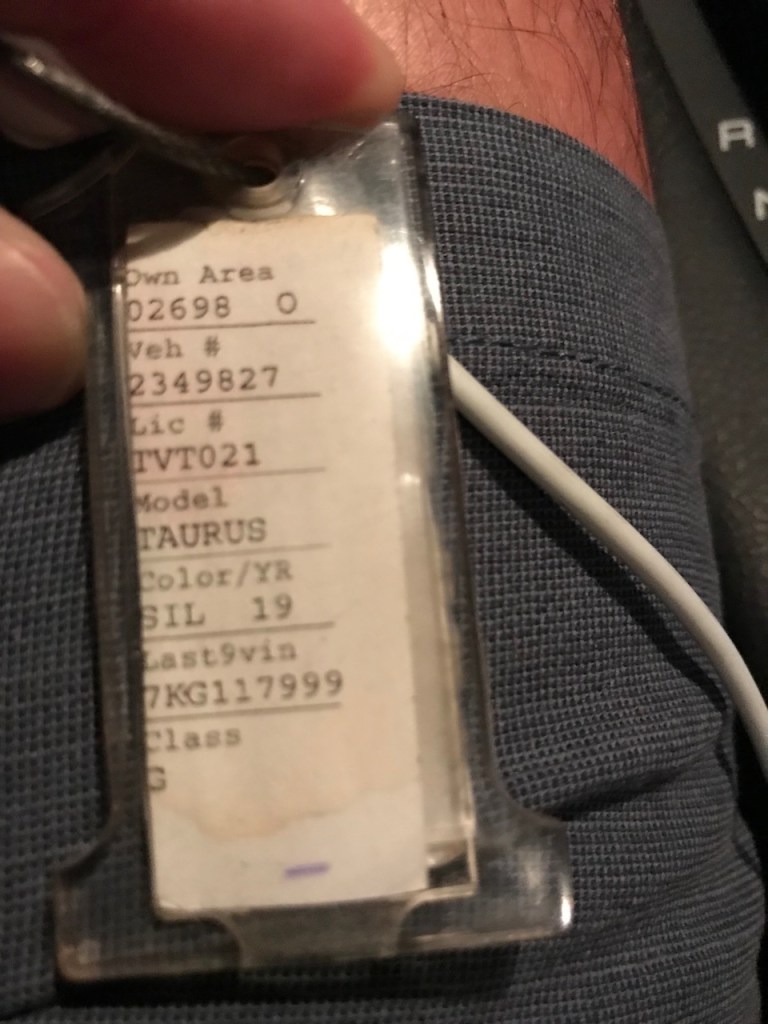 Own Area
02698 O
Veh #
2349827
Lic #
TVT021
Model
TAURUS
Color/YR
SIL 19
Last9vin
7KG117999
Class
G
R
N